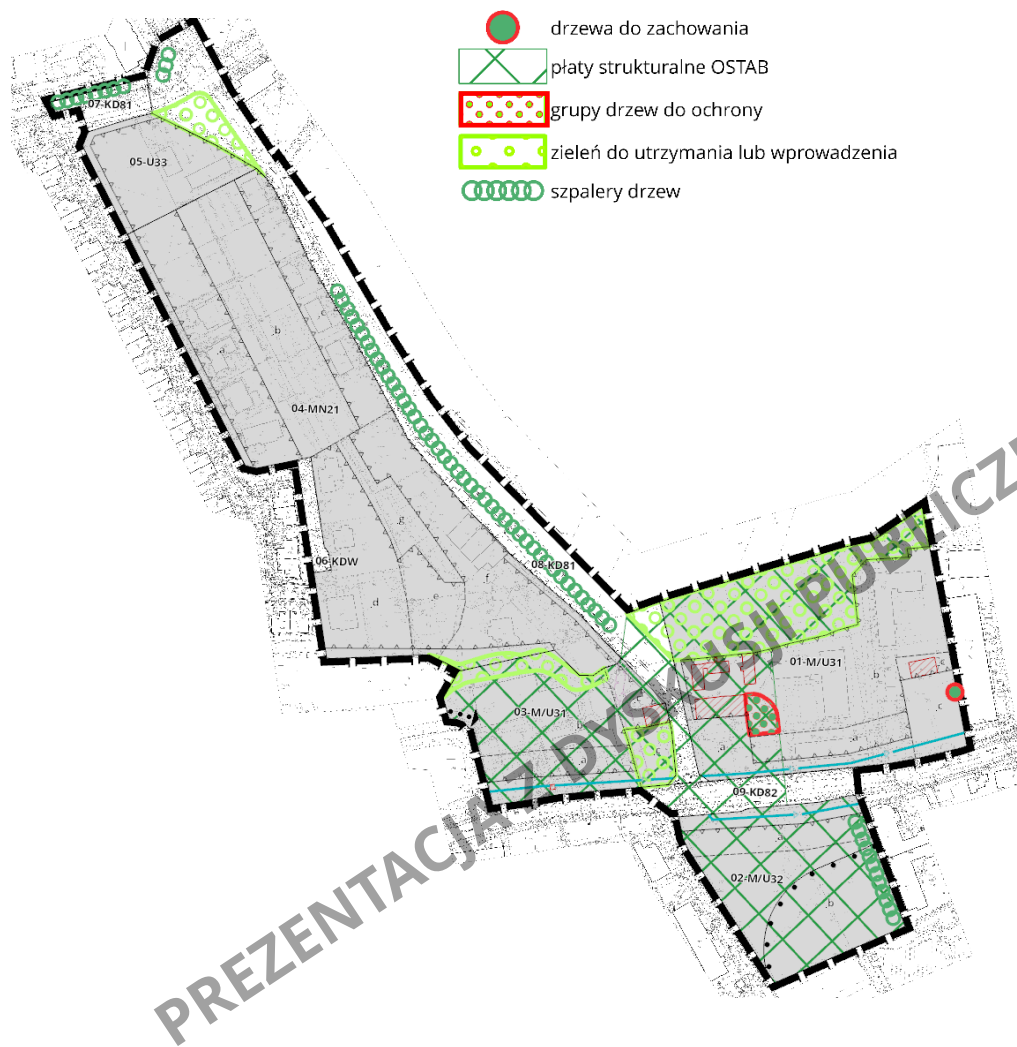 drzewa do zachowania
płaty strukturalne OSTAB
grupy drzew do ochrony
zieleń do utrzymania lub wprowadzenia
szpalery drzew
07-KD81
05-U33
a
b
c
04-MN21
g
08-KD81
06-KDW
f
e
d
01-M/U31
b
c
c
03-M/U31
b
a
a
a
09-KD82
a
02-M/U32
b
PREZENTACJA Z DYSKUSJI PUBLICZ